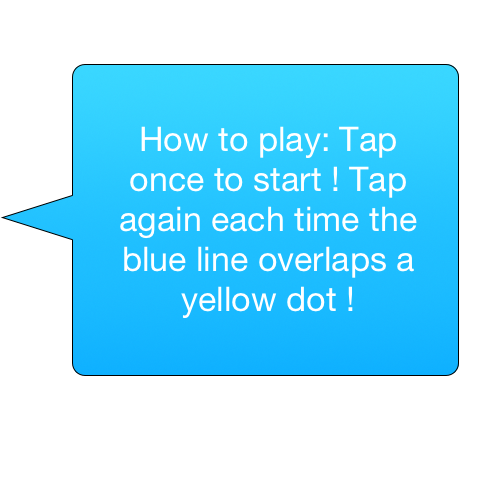 How to play: Tap
once to start ! Tap
again each time the
blue line overlaps a
yellow dot !